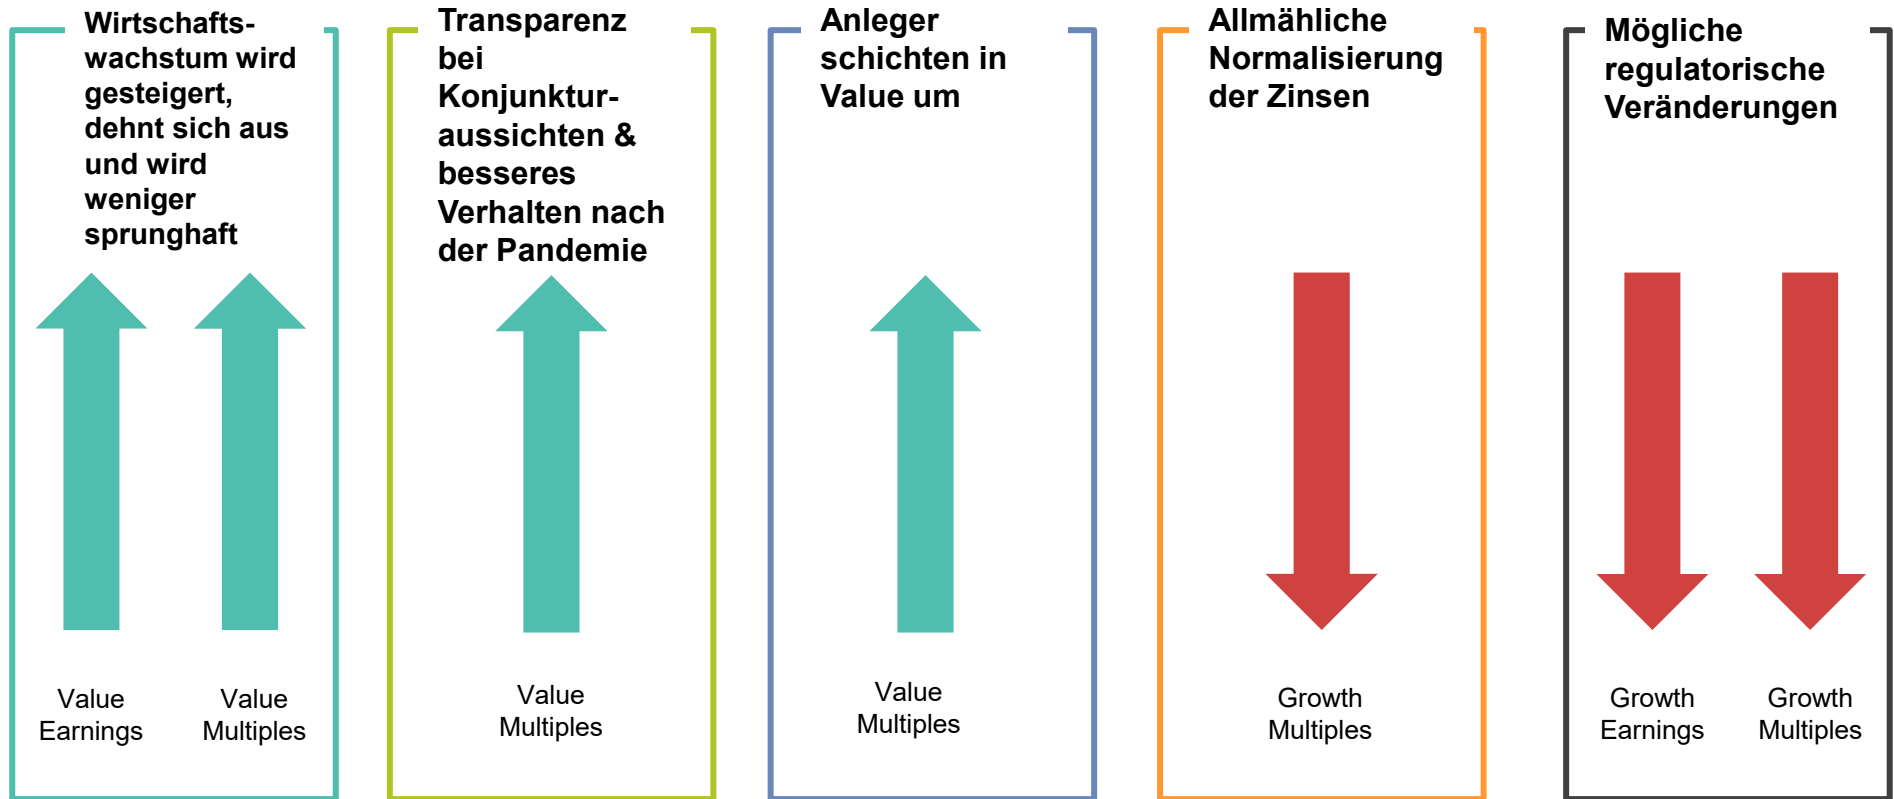 Wirtschafts-
wachstum wird
gesteigert,
dehnt sich aus
und wird
weniger
sprunghaft
Value
Earnings
Value
Multiples
Transparenz
bei
Konjunktur-
aussichten &
besseres
Verhalten nach
der Pandemie
Value
Multiples
Anleger
schichten in
Value um
Value
Multiples
Allmähliche
Normalisierung
der Zinsen
Growth
Multiples
Mögliche
regulatorische
Veränderungen
Growth
Earnings
Growth
Multiples